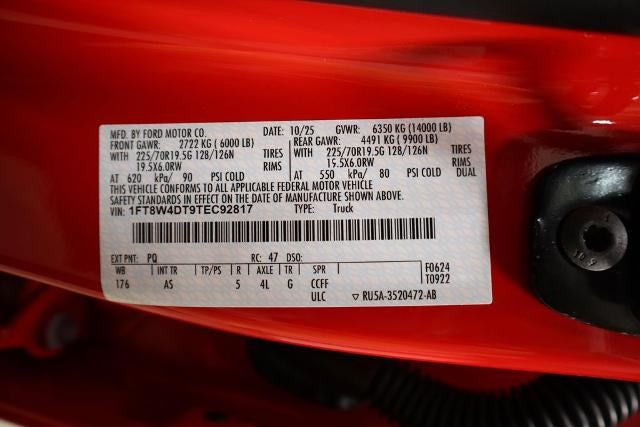 MFD. BY FORD MOTOR CO. DATE: 10/25 GVWR: 6350 KG (14000 LB)
FRONT GAWR: 2722 KG (6000 LB) REAR GAWR: 4491 KG (9900 LB)
WITH 225/70R19.5G 128/126N TIRES WITH 225/70R19.5G 128/126N TIRES
19.5X6.0RW RIMS 19.5X6.0RW RIMS
AT 620 kPa/ 90 PSI COLD AT 550 kPa/ 80 PSI COLD DUAL
THIS VEHICLE CONFORMS TO ALL APPLICABLE FEDERAL MOTOR VEHICLE
SAFETY STANDARDS IN EFFECT ON THE DATE OF MANUFACTURE SHOWN ABOVE.
VIN: 1FT8W4DT9TEC92817 TYPE: Truck
EXT PNT: PQ RC: 47 DSO:
WB INT TR TP/PS R AXLE TR SPR F0624
176 AS 5 4L G CCFF T0922
ULC ▽ RU5A-3520472-AB
10.9